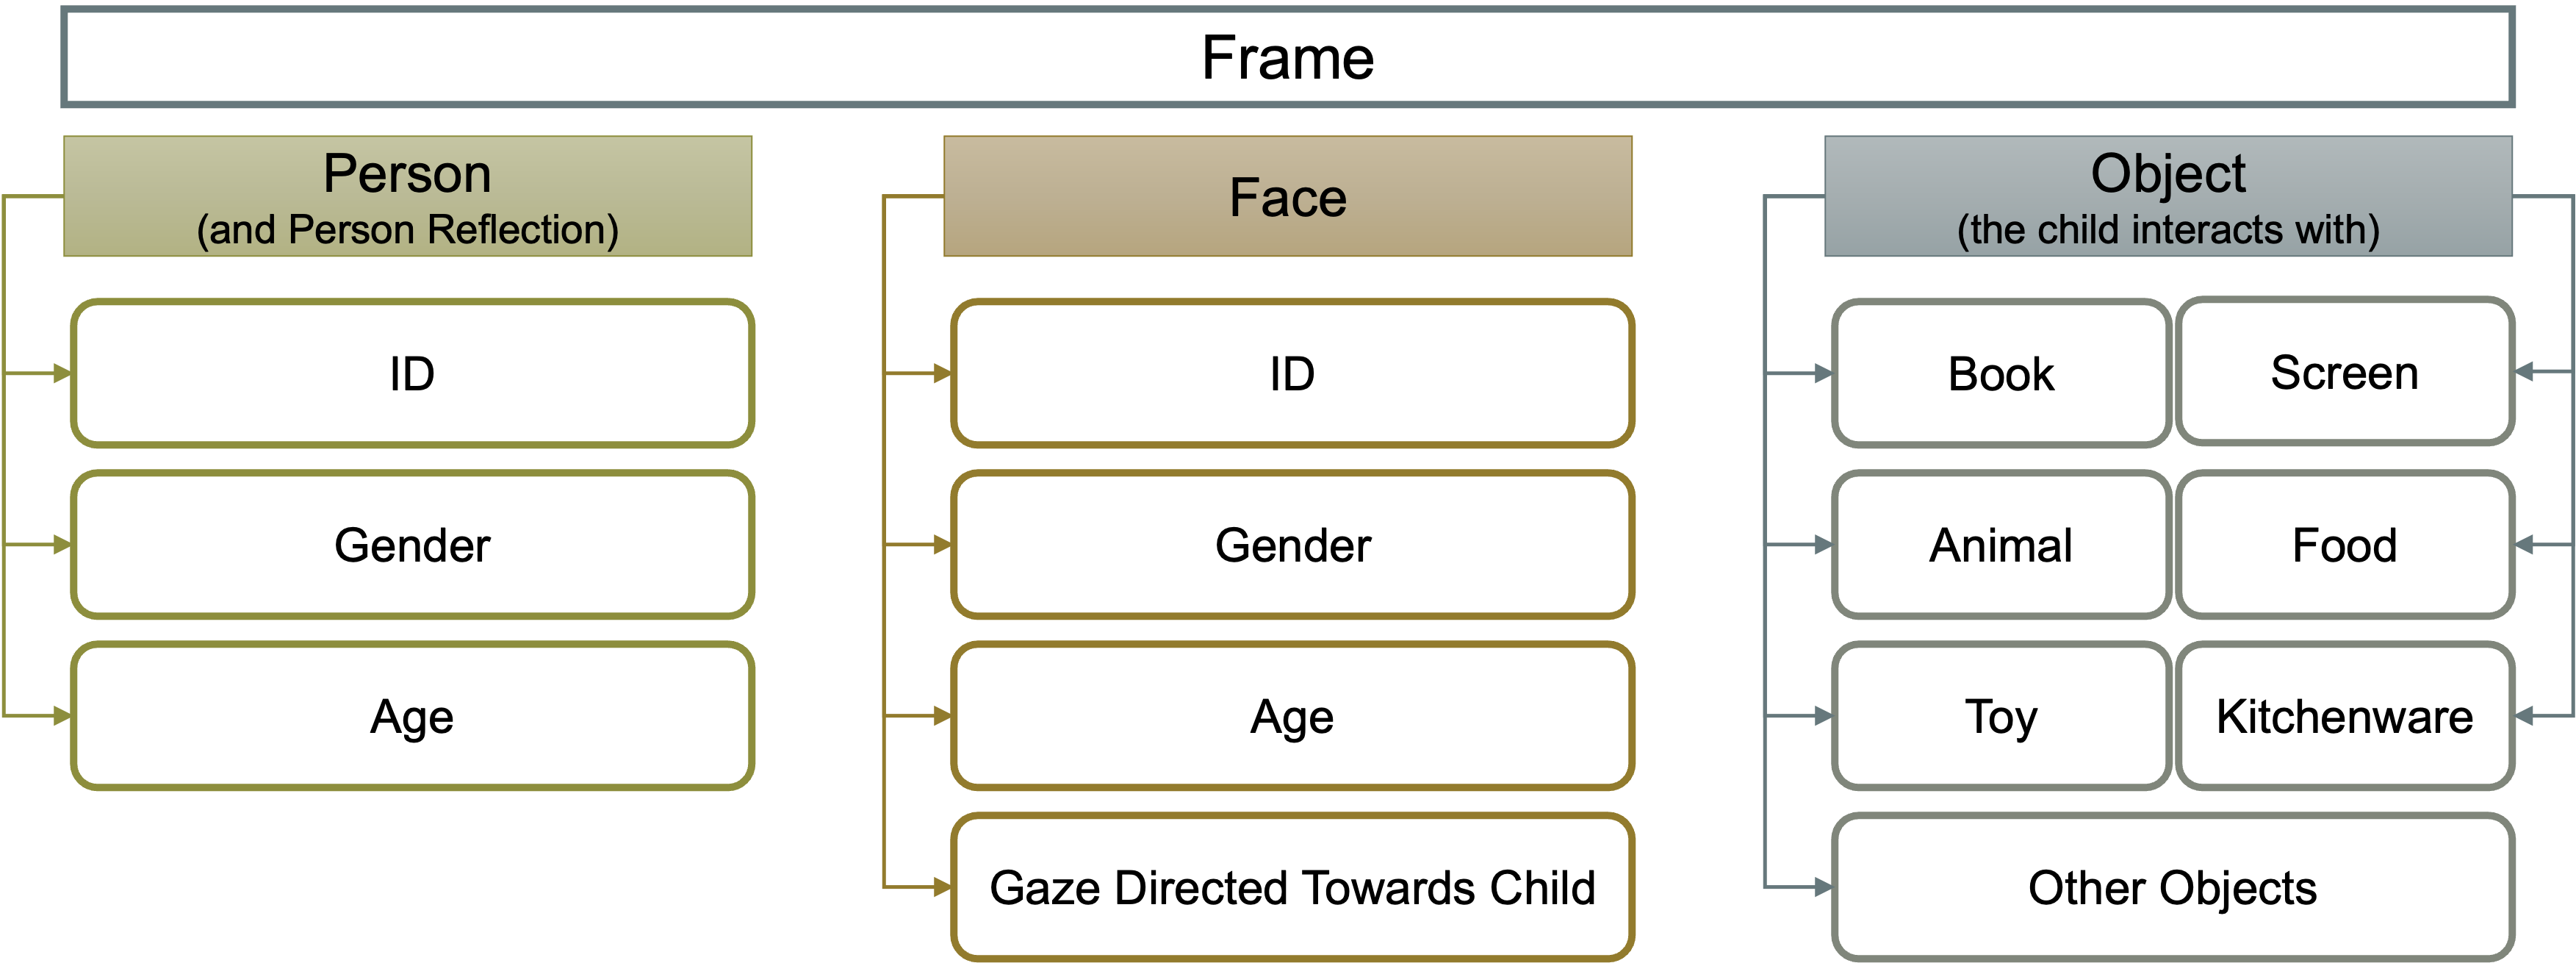 Frame
Person
(and Person Reflection)
ID
Gender
Age
Face
ID
Gender
Age
Gaze Directed Towards Child
Object
(the child interacts with)
Book
Screen
Animal
Food
Toy
Kitchenware
Other Objects